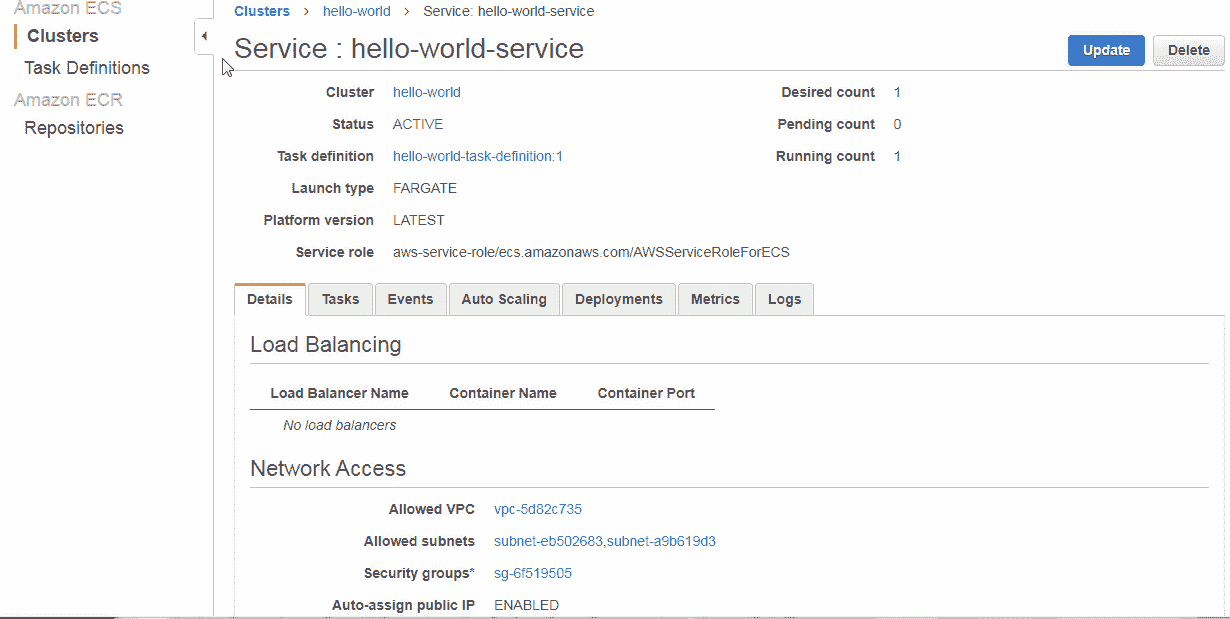 Amazon ECS
Clusters
Task Definitions
Amazon ECR
Repositories
Clusters > hello-world > Service: hello-world-service
Service : hello-world-service
Update Delete
Cluster hello-world Desired count 1
Status ACTIVE Pending count 0
Task definition hello-world-task-definition:1 Running count 1
Launch type FARGATE
Platform version LATEST
Service role aws-service-role/ecs.amazonaws.com/AWSServiceRoleForECS
Details Tasks Events Auto Scaling Deployments Metrics Logs
Load Balancing
Load Balancer Name Container Name Container Port
No load balancers
Network Access
Allowed VPC vpc-5d82c735
Allowed subnets subnet-eb502683,subnet-a9b619d3
Security groups* sg-6f519505
Auto-assign public IP ENABLED